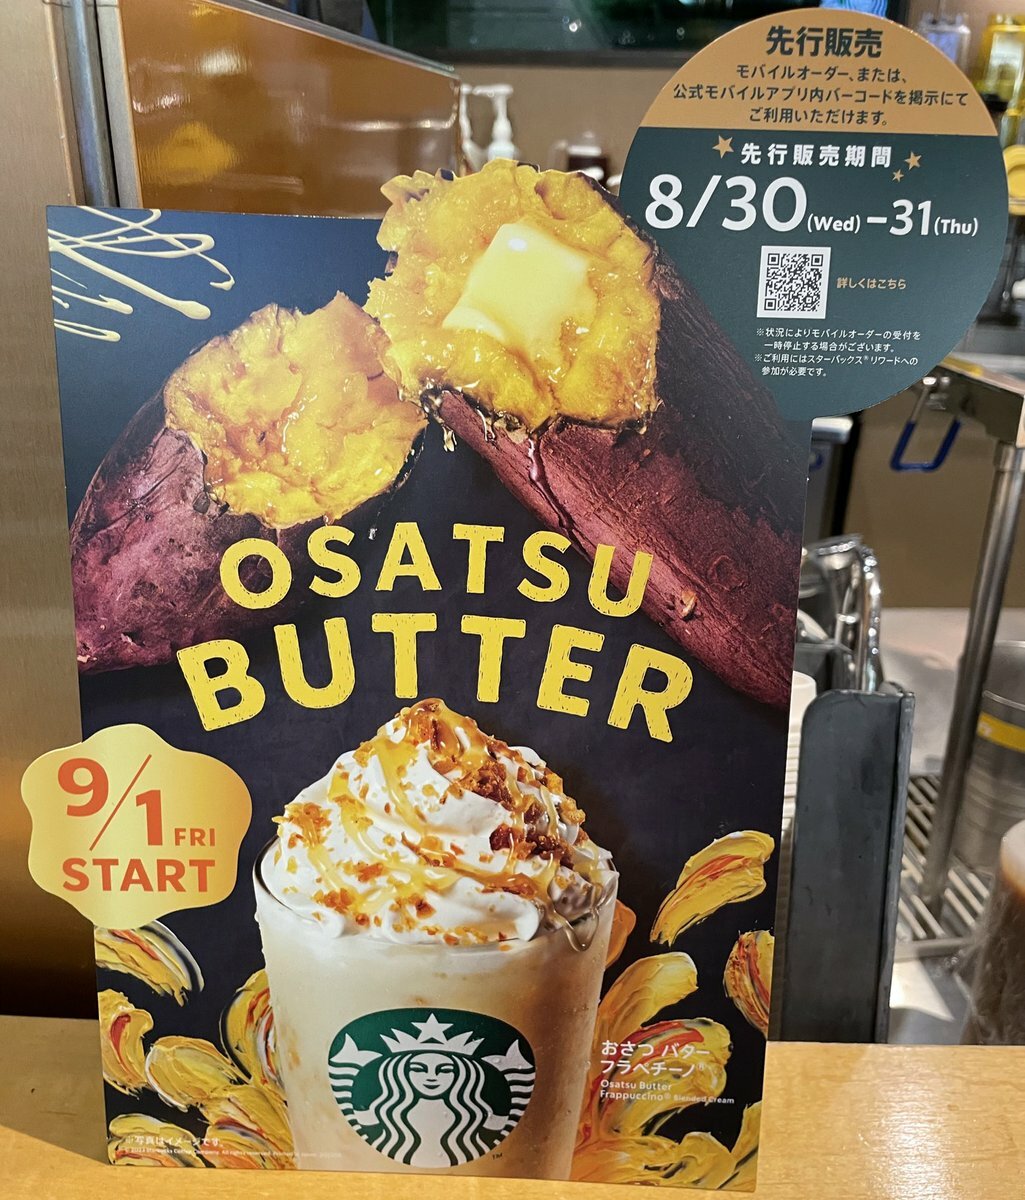 先行販売
モバイルオーダー、または、
公式モバイルアプリ内バーコードを掲示にて
ご利用いただけます。
先行販売期間
8/30(Wed)–31(Thu)
詳しくはこちら
※状況によりモバイルオーダーの受付を
一時停止する場合がございます。
※ご利用にはスターバックス®リワードへの
参加が必要です。
OSATSU
BUTTER
9/1 FRI
START
おさつ バター
フラペチーノ®
Osatsu Butter
Frappuccino® Blended Cream
※写真はイメージです。
TM